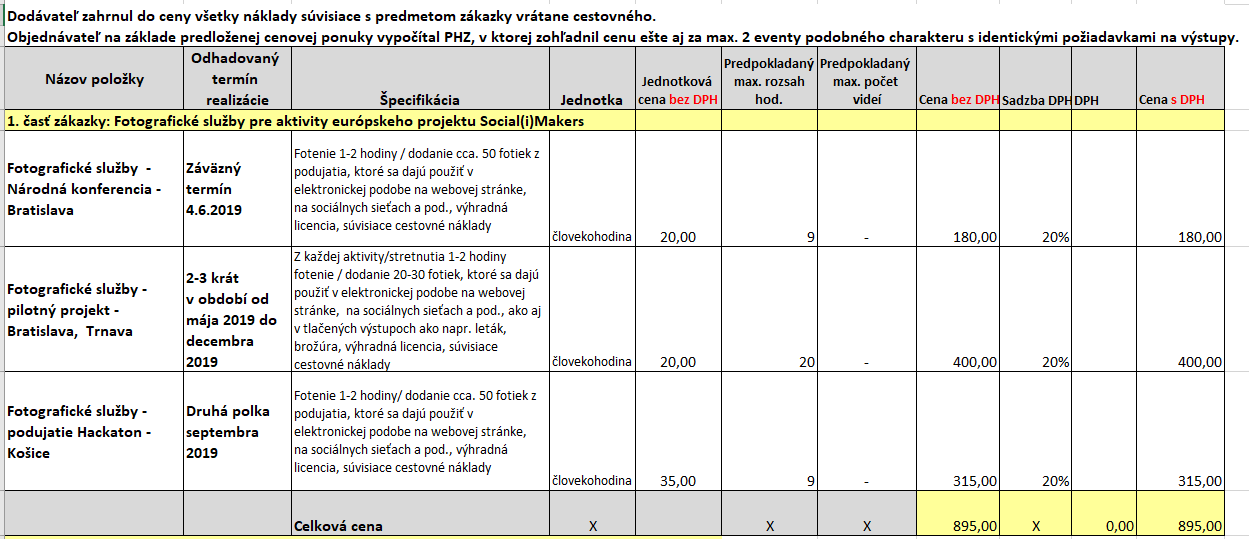 Dodávateľ zahrnul do ceny všetky náklady súvisiace s predmetom zákazky vrátane cestovného.
Objednávateľ na základe predloženej cenovej ponuky vypočítal PHZ, v ktorej zohľadnil cenu ešte aj za max. 2 eventy podobného charakteru s identickými požiadavkami na výstupy.
Názov položky
Odhadovaný
termín
realizácie
Špecifikácia
Jednotka
Jednotková
cena bez DPH
Predpokladaný
max. rozsah
hod.
Predpokladaný
max. počet
videí
Cena bez DPH
Sadzba DPH
DPH
Cena s DPH
1. časť zákazky: Fotografické služby pre aktivity európskeho projektu Social(i)Makers
Fotografické služby -
Národná konferencia -
Bratislava
Záväzný
termín
4.6.2019
Fotenie 1-2 hodiny / dodanie cca. 50 fotiek z
podujatia, ktoré sa dajú použiť v
elektronickej podobe na webovej stránke,
na sociálnych sieťach a pod., výhradná
licencia, súvisiace cestovné náklady
človekohodina
20,00
9
-
180,00
20%
180,00
Fotografické služby -
pilotný projekt -
Bratislava, Trnava
2-3 krát
v období od
mája 2019 do
decembra
2019
Z každej aktivity/stretnutia 1-2 hodiny
fotenie / dodanie 20-30 fotiek, ktoré sa dajú
použiť v elektronickej podobe na webovej
stránke, na sociálnych sieťach a pod., ako aj
v tlačených výstupoch ako napr. leták,
brožúra, výhradná licencia, súvisiace
cestovné náklady
človekohodina
20,00
20
-
400,00
20%
400,00
Fotografické služby -
podujatie Hackaton -
Košice
Druhá polka
septembra
2019
Fotenie 1-2 hodiny/ dodanie cca. 50 fotiek z
podujatia, ktoré sa dajú použiť v
elektronickej podobe na webovej stránke,
na sociálnych sieťach a pod., výhradná
licencia, súvisiace cestovné náklady
človekohodina
35,00
9
-
315,00
20%
315,00
Celková cena
X
X
X
895,00
X
0,00
895,00